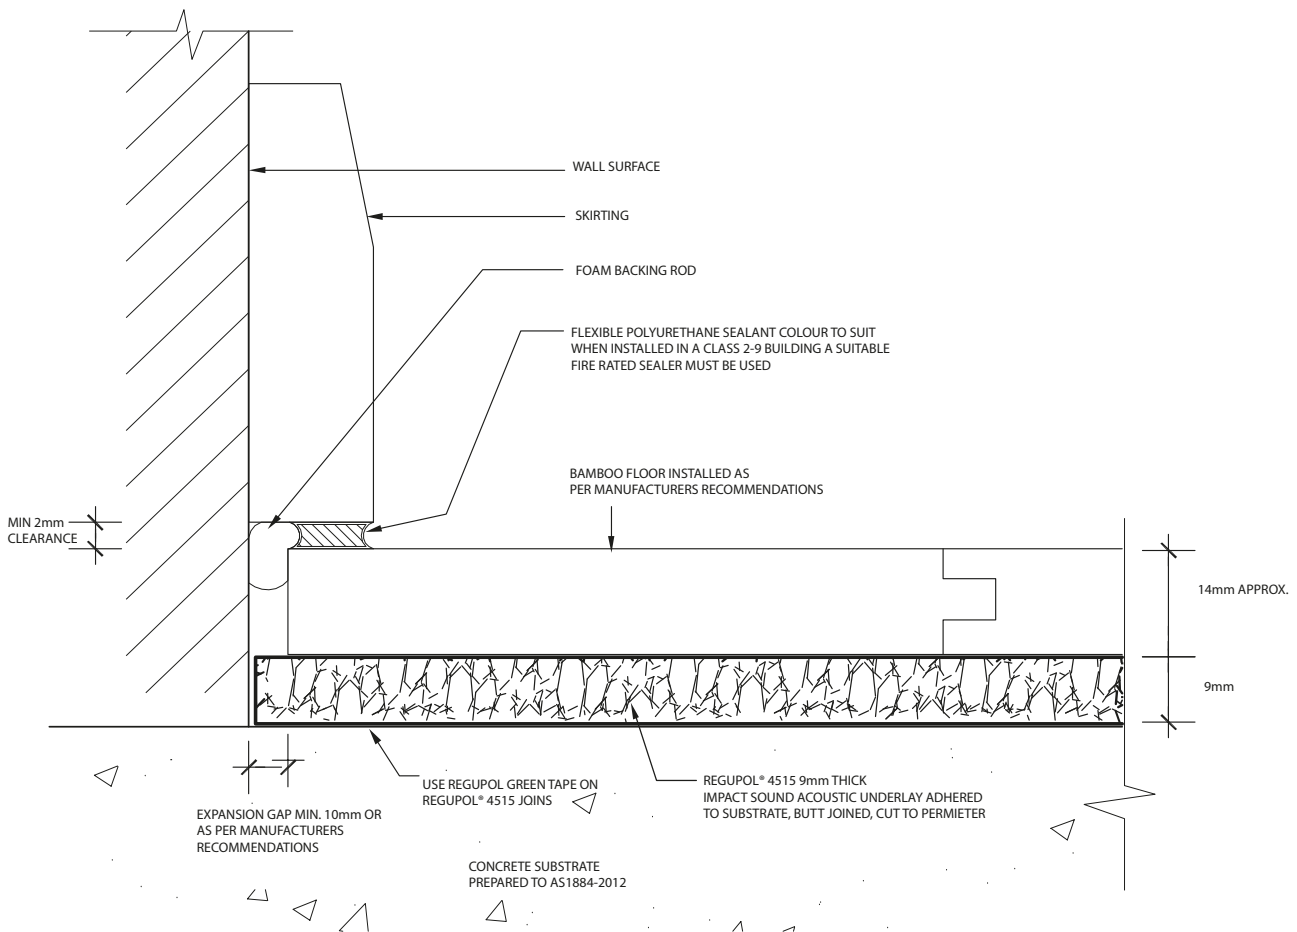 WALL SURFACE
SKIRTING
FOAM BACKING ROD
FLEXIBLE POLYURETHANE SEALANT COLOUR TO SUIT
WHEN INSTALLED IN A CLASS 2-9 BUILDING A SUITABLE
FIRE RATED SEALER MUST BE USED
BAMBOO FLOOR INSTALLED AS
PER MANUFACTURERS RECOMMENDATIONS
MIN 2mm
CLEARANCE
14mm APPROX.
9mm
USE REGUPOL GREEN TAPE ON
REGUPOL® 4515 JOINS
REGUPOL® 4515 9mm THICK
IMPACT SOUND ACOUSTIC UNDERLAY ADHERED
TO SUBSTRATE, BUTT JOINED, CUT TO PERMIETER
EXPANSION GAP MIN. 10mm OR
AS PER MANUFACTURERS
RECOMMENDATIONS
CONCRETE SUBSTRATE
PREPARED TO AS1884-2012